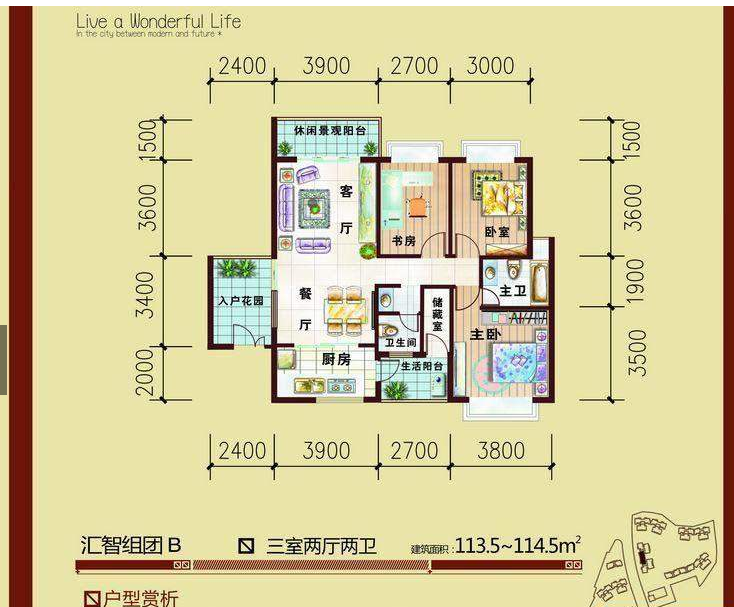 Live a Wonderful Life
In the city between modern and future *
2400 3900 2700 3000
1500 1500
休闲景观阳台
3600 3600
客厅
书房
卧室
3400 1900
入户花园
餐厅
储藏室
主卫
2000 3500
厨房
卫生间
主卧
生活阳台
2400 3900 2700 3800
汇智组团 B 三室两厅两卫 建筑面积：113.5~114.5m²
户型赏析